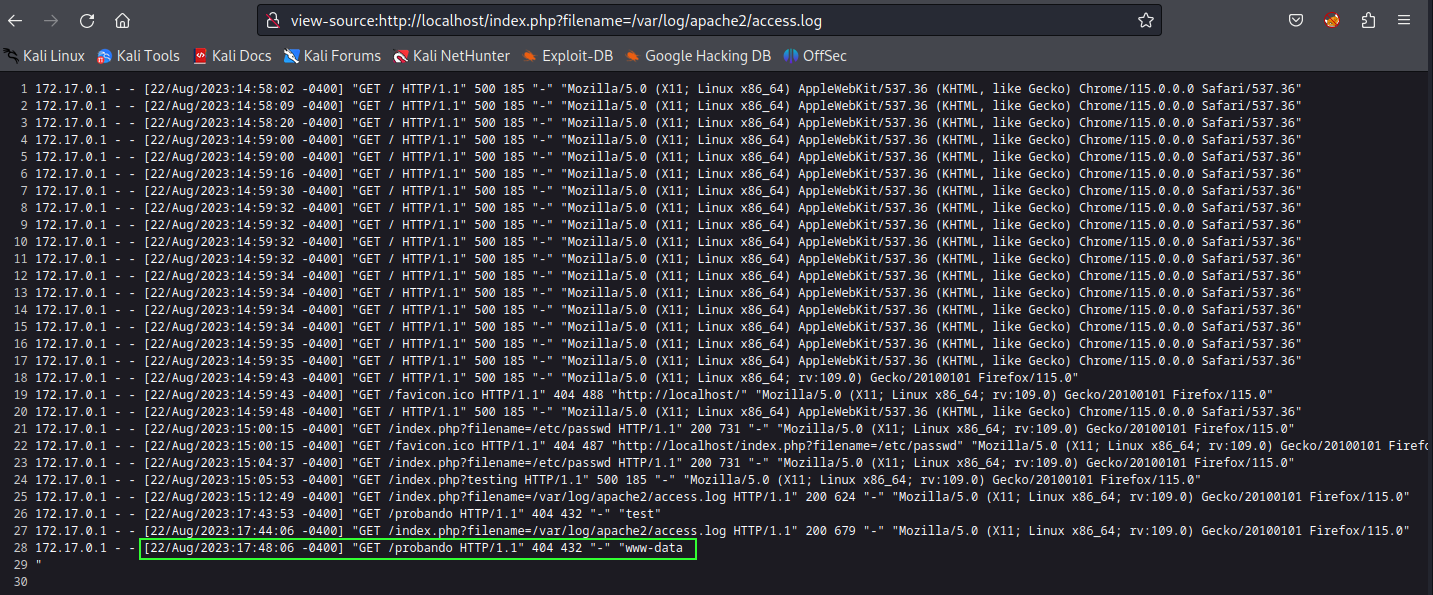 view-source:http://localhost/index.php?filename=/var/log/apache2/access.log
Kali Linux Kali Tools Kali Docs Kali Forums Kali NetHunter Exploit-DB Google Hacking DB OffSec
1 172.17.0.1 - - [22/Aug/2023:14:58:02 -0400] "GET / HTTP/1.1" 500 185 "-" "Mozilla/5.0 (X11; Linux x86_64) AppleWebKit/537.36 (KHTML, like Gecko) Chrome/115.0.0.0 Safari/537.36"
2 172.17.0.1 - - [22/Aug/2023:14:58:09 -0400] "GET / HTTP/1.1" 500 185 "-" "Mozilla/5.0 (X11; Linux x86_64) AppleWebKit/537.36 (KHTML, like Gecko) Chrome/115.0.0.0 Safari/537.36"
3 172.17.0.1 - - [22/Aug/2023:14:58:20 -0400] "GET / HTTP/1.1" 500 185 "-" "Mozilla/5.0 (X11; Linux x86_64) AppleWebKit/537.36 (KHTML, like Gecko) Chrome/115.0.0.0 Safari/537.36"
4 172.17.0.1 - - [22/Aug/2023:14:59:00 -0400] "GET / HTTP/1.1" 500 185 "-" "Mozilla/5.0 (X11; Linux x86_64) AppleWebKit/537.36 (KHTML, like Gecko) Chrome/115.0.0.0 Safari/537.36"
5 172.17.0.1 - - [22/Aug/2023:14:59:00 -0400] "GET / HTTP/1.1" 500 185 "-" "Mozilla/5.0 (X11; Linux x86_64) AppleWebKit/537.36 (KHTML, like Gecko) Chrome/115.0.0.0 Safari/537.36"
6 172.17.0.1 - - [22/Aug/2023:14:59:16 -0400] "GET / HTTP/1.1" 500 185 "-" "Mozilla/5.0 (X11; Linux x86_64) AppleWebKit/537.36 (KHTML, like Gecko) Chrome/115.0.0.0 Safari/537.36"
7 172.17.0.1 - - [22/Aug/2023:14:59:30 -0400] "GET / HTTP/1.1" 500 185 "-" "Mozilla/5.0 (X11; Linux x86_64) AppleWebKit/537.36 (KHTML, like Gecko) Chrome/115.0.0.0 Safari/537.36"
8 172.17.0.1 - - [22/Aug/2023:14:59:32 -0400] "GET / HTTP/1.1" 500 185 "-" "Mozilla/5.0 (X11; Linux x86_64) AppleWebKit/537.36 (KHTML, like Gecko) Chrome/115.0.0.0 Safari/537.36"
9 172.17.0.1 - - [22/Aug/2023:14:59:32 -0400] "GET / HTTP/1.1" 500 185 "-" "Mozilla/5.0 (X11; Linux x86_64) AppleWebKit/537.36 (KHTML, like Gecko) Chrome/115.0.0.0 Safari/537.36"
10 172.17.0.1 - - [22/Aug/2023:14:59:32 -0400] "GET / HTTP/1.1" 500 185 "-" "Mozilla/5.0 (X11; Linux x86_64) AppleWebKit/537.36 (KHTML, like Gecko) Chrome/115.0.0.0 Safari/537.36"
11 172.17.0.1 - - [22/Aug/2023:14:59:32 -0400] "GET / HTTP/1.1" 500 185 "-" "Mozilla/5.0 (X11; Linux x86_64) AppleWebKit/537.36 (KHTML, like Gecko) Chrome/115.0.0.0 Safari/537.36"
12 172.17.0.1 - - [22/Aug/2023:14:59:34 -0400] "GET / HTTP/1.1" 500 185 "-" "Mozilla/5.0 (X11; Linux x86_64) AppleWebKit/537.36 (KHTML, like Gecko) Chrome/115.0.0.0 Safari/537.36"
13 172.17.0.1 - - [22/Aug/2023:14:59:34 -0400] "GET / HTTP/1.1" 500 185 "-" "Mozilla/5.0 (X11; Linux x86_64) AppleWebKit/537.36 (KHTML, like Gecko) Chrome/115.0.0.0 Safari/537.36"
14 172.17.0.1 - - [22/Aug/2023:14:59:34 -0400] "GET / HTTP/1.1" 500 185 "-" "Mozilla/5.0 (X11; Linux x86_64) AppleWebKit/537.36 (KHTML, like Gecko) Chrome/115.0.0.0 Safari/537.36"
15 172.17.0.1 - - [22/Aug/2023:14:59:34 -0400] "GET / HTTP/1.1" 500 185 "-" "Mozilla/5.0 (X11; Linux x86_64) AppleWebKit/537.36 (KHTML, like Gecko) Chrome/115.0.0.0 Safari/537.36"
16 172.17.0.1 - - [22/Aug/2023:14:59:35 -0400] "GET / HTTP/1.1" 500 185 "-" "Mozilla/5.0 (X11; Linux x86_64) AppleWebKit/537.36 (KHTML, like Gecko) Chrome/115.0.0.0 Safari/537.36"
17 172.17.0.1 - - [22/Aug/2023:14:59:35 -0400] "GET / HTTP/1.1" 500 185 "-" "Mozilla/5.0 (X11; Linux x86_64) AppleWebKit/537.36 (KHTML, like Gecko) Chrome/115.0.0.0 Safari/537.36"
18 172.17.0.1 - - [22/Aug/2023:14:59:43 -0400] "GET / HTTP/1.1" 500 185 "-" "Mozilla/5.0 (X11; Linux x86_64; rv:109.0) Gecko/20100101 Firefox/115.0"
19 172.17.0.1 - - [22/Aug/2023:14:59:43 -0400] "GET /favicon.ico HTTP/1.1" 404 488 "http://localhost/" "Mozilla/5.0 (X11; Linux x86_64; rv:109.0) Gecko/20100101 Firefox/115.0"
20 172.17.0.1 - - [22/Aug/2023:14:59:48 -0400] "GET / HTTP/1.1" 500 185 "-" "Mozilla/5.0 (X11; Linux x86_64) AppleWebKit/537.36 (KHTML, like Gecko) Chrome/115.0.0.0 Safari/537.36"
21 172.17.0.1 - - [22/Aug/2023:15:00:15 -0400] "GET /index.php?filename=/etc/passwd HTTP/1.1" 200 731 "-" "Mozilla/5.0 (X11; Linux x86_64; rv:109.0) Gecko/20100101 Firefox/115.0"
22 172.17.0.1 - - [22/Aug/2023:15:00:15 -0400] "GET /favicon.ico HTTP/1.1" 404 487 "http://localhost/index.php?filename=/etc/passwd" "Mozilla/5.0 (X11; Linux x86_64; rv:109.0) Gecko/20100101 Firefo
23 172.17.0.1 - - [22/Aug/2023:15:04:37 -0400] "GET /index.php?filename=/etc/passwd HTTP/1.1" 200 731 "-" "Mozilla/5.0 (X11; Linux x86_64; rv:109.0) Gecko/20100101 Firefox/115.0"
24 172.17.0.1 - - [22/Aug/2023:15:05:53 -0400] "GET /index.php?testing HTTP/1.1" 500 185 "-" "Mozilla/5.0 (X11; Linux x86_64; rv:109.0) Gecko/20100101 Firefox/115.0"
25 172.17.0.1 - - [22/Aug/2023:15:12:49 -0400] "GET /index.php?filename=/var/log/apache2/access.log HTTP/1.1" 200 624 "-" "Mozilla/5.0 (X11; Linux x86_64; rv:109.0) Gecko/20100101 Firefox/115.0"
26 172.17.0.1 - - [22/Aug/2023:17:43:53 -0400] "GET /probando HTTP/1.1" 404 432 "-" "test"
27 172.17.0.1 - - [22/Aug/2023:17:44:06 -0400] "GET /index.php?filename=/var/log/apache2/access.log HTTP/1.1" 200 679 "-" "Mozilla/5.0 (X11; Linux x86_64; rv:109.0) Gecko/20100101 Firefox/115.0"
28 172.17.0.1 - - [22/Aug/2023:17:48:06 -0400] "GET /probando HTTP/1.1" 404 432 "-" "www-data
29 "
30